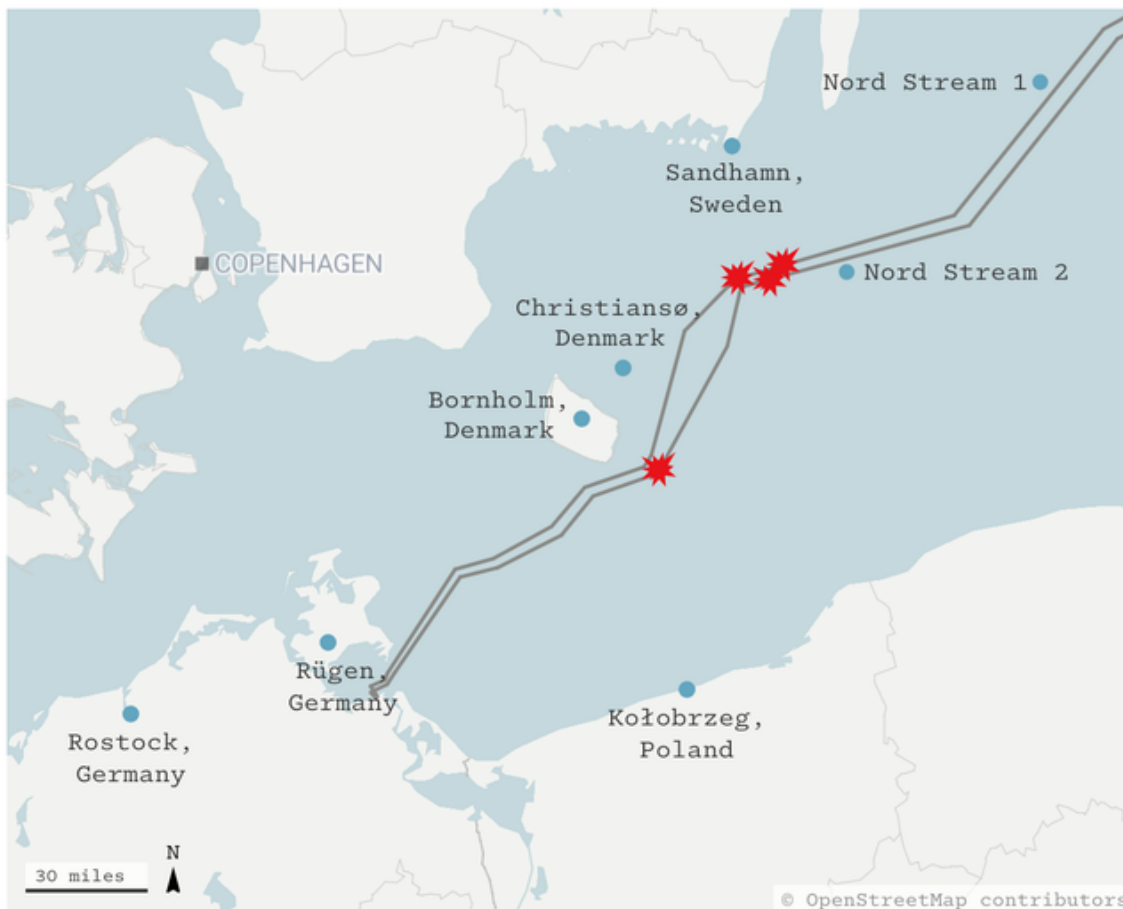 Nord Stream 1
Sandhamn,
Sweden
COPENHAGEN
Nord Stream 2
Christiansø,
Denmark
Bornholm,
Denmark
Rügen,
Germany
Kołobrzeg,
Poland
Rostock,
Germany
30 miles
N
© OpenStreetMap contributors